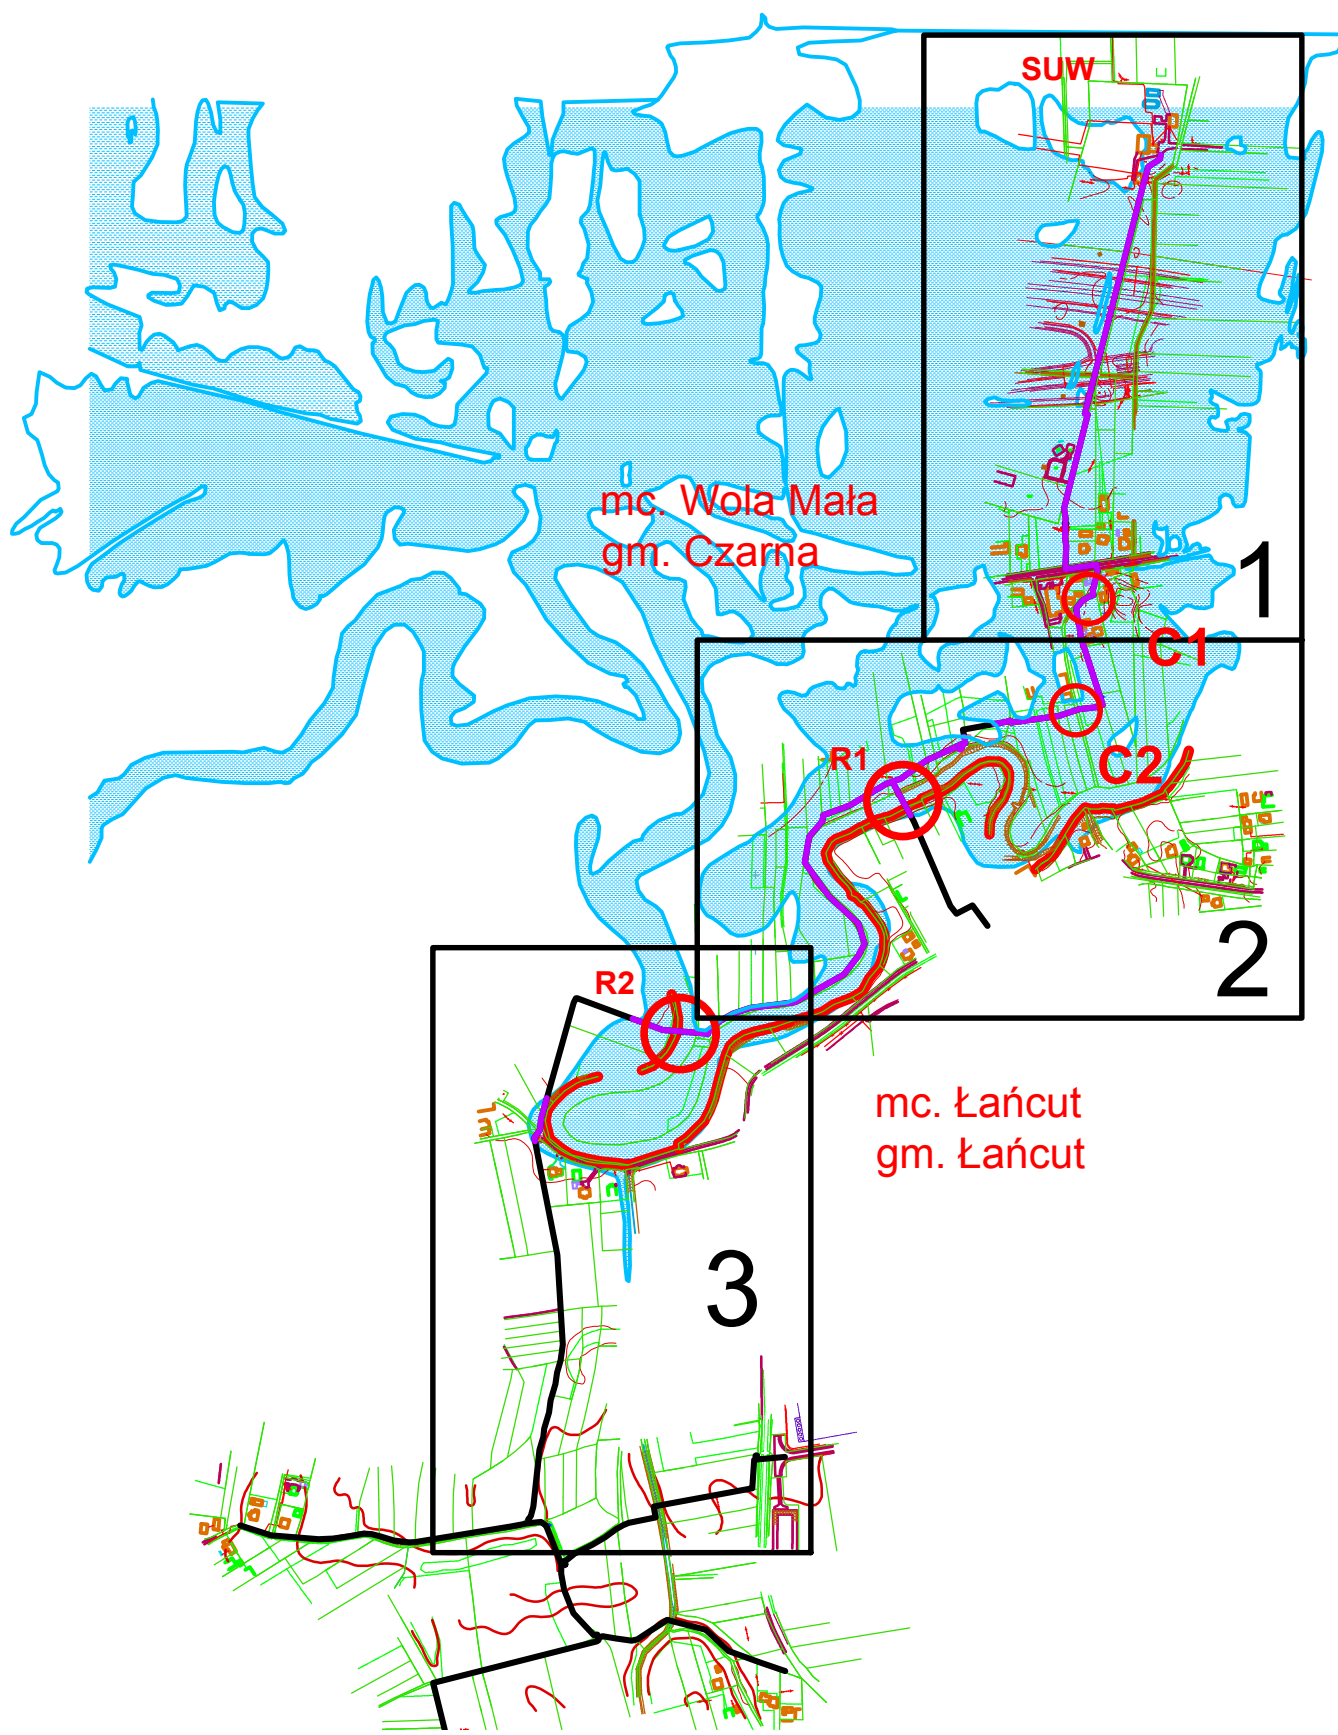 SUW
mc. Wola Mała
gm. Czarna
1
C1
R1
C2
2
R2
mc. Łańcut
gm. Łańcut
3